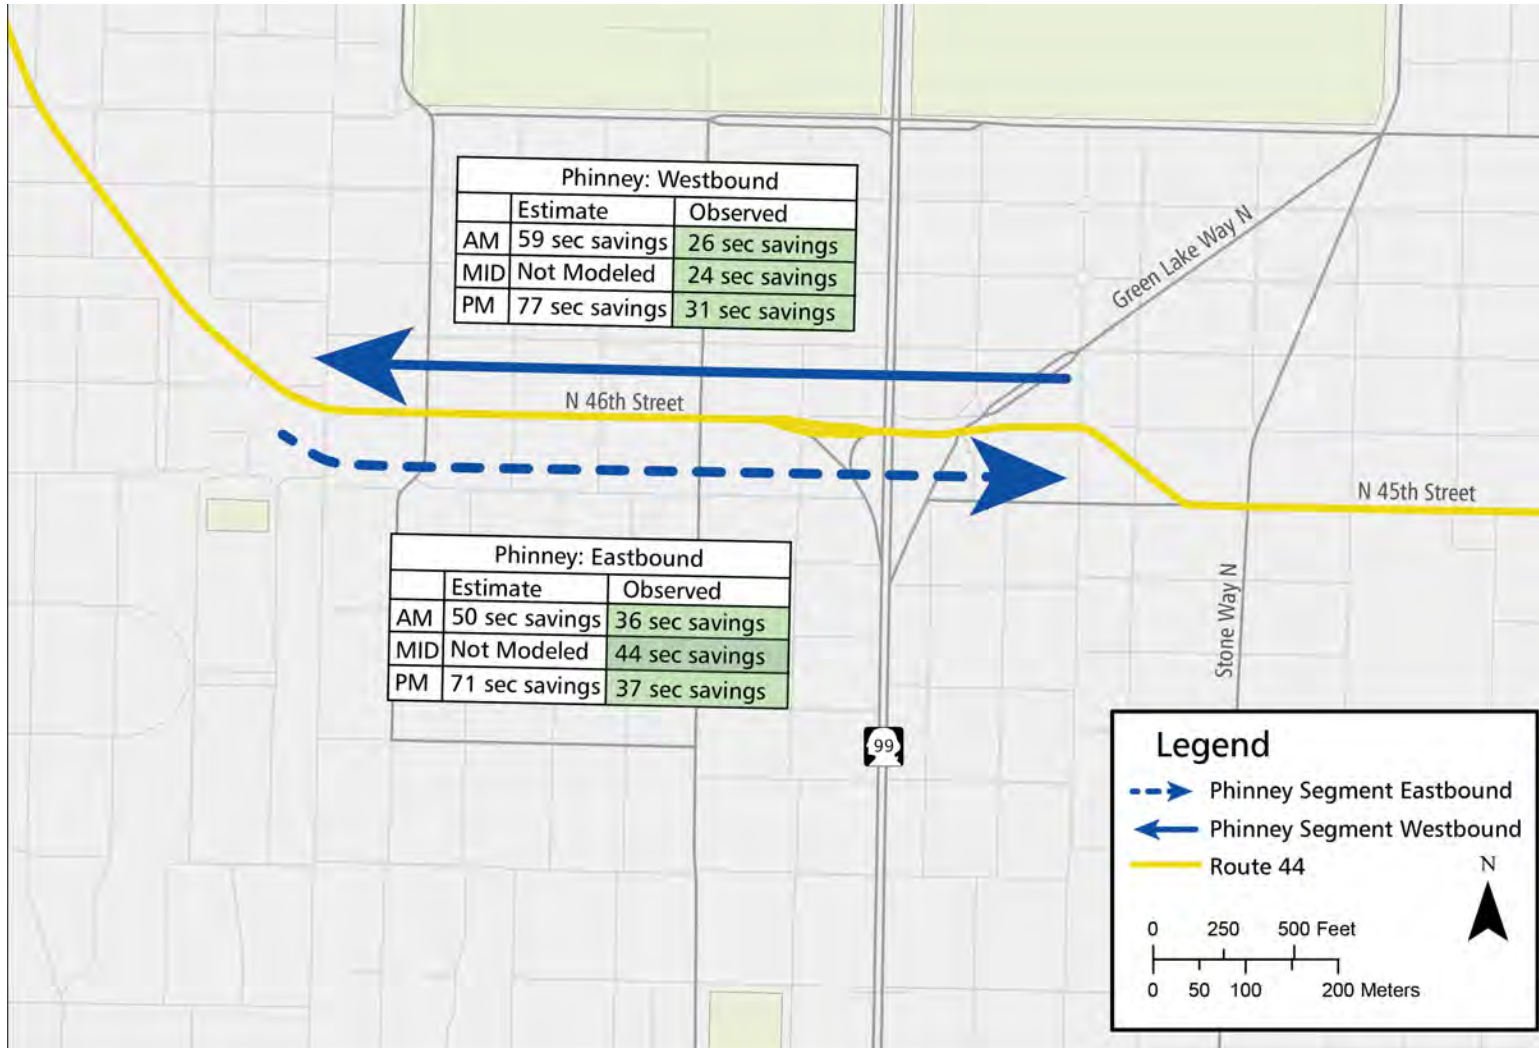 Phinney: Westbound
Estimate Observed
AM 59 sec savings 26 sec savings
MID Not Modeled 24 sec savings
PM 77 sec savings 31 sec savings
Green Lake Way N
N 46th Street
N 45th Street
Phinney: Eastbound
Estimate Observed
AM 50 sec savings 36 sec savings
MID Not Modeled 44 sec savings
PM 71 sec savings 37 sec savings
Stone Way N
99
Legend
Phinney Segment Eastbound
Phinney Segment Westbound
Route 44
N
0 250 500 Feet
0 50 100 200 Meters